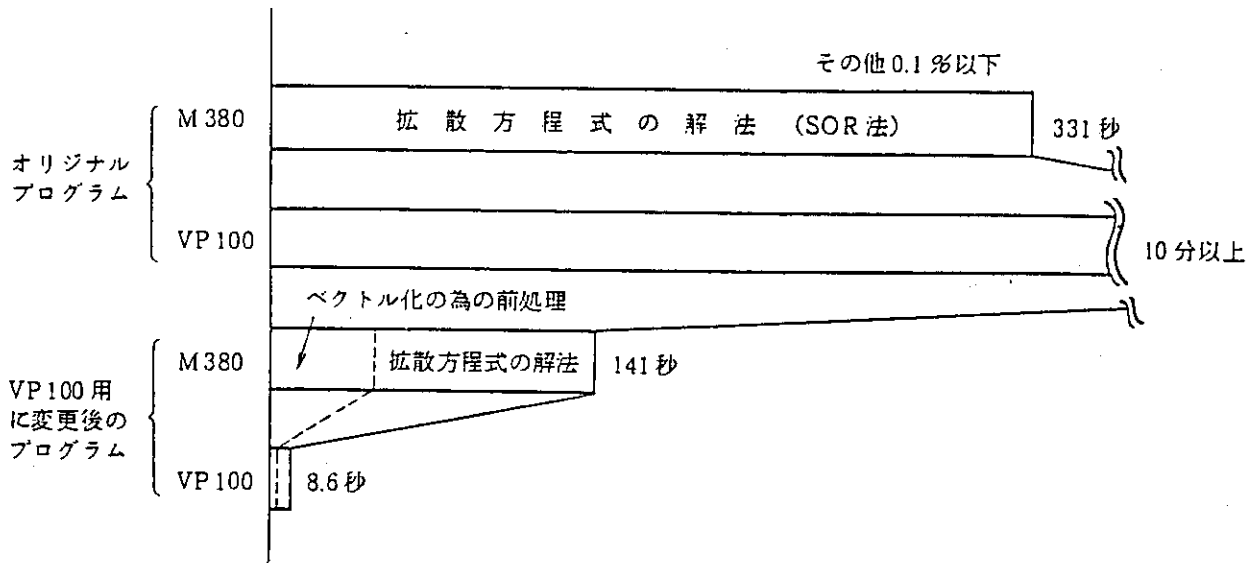 その他 0.1 %以下
オリジナル
プログラム
M 380
拡散方程式の解法 (SOR 法)
331 秒
VP 100
10 分以上
ベクトル化の為の前処理
VP 100 用
に変更後の
プログラム
M 380
拡散方程式の解法
141 秒
VP 100
8.6 秒